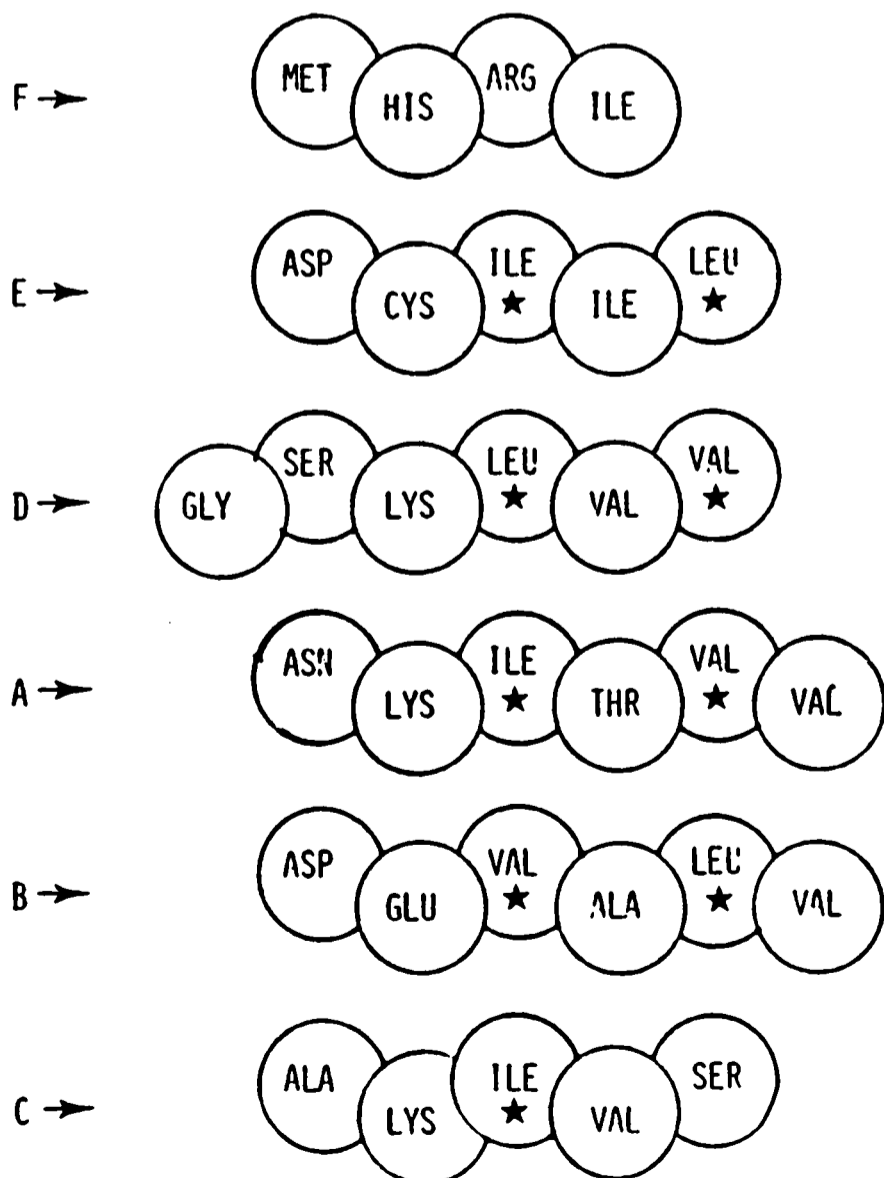 F → MET HIS ARG ILE
E → ASP CYS ILE ★ ILE LEU ★
D → GLY SER LYS LEU ★ VAL VAL ★
A → ASN LYS ILE ★ THR VAL ★ VAL
B → ASP GLU VAL ★ ALA LEU ★ VAL
C → ALA LYS ILE ★ VAL SER